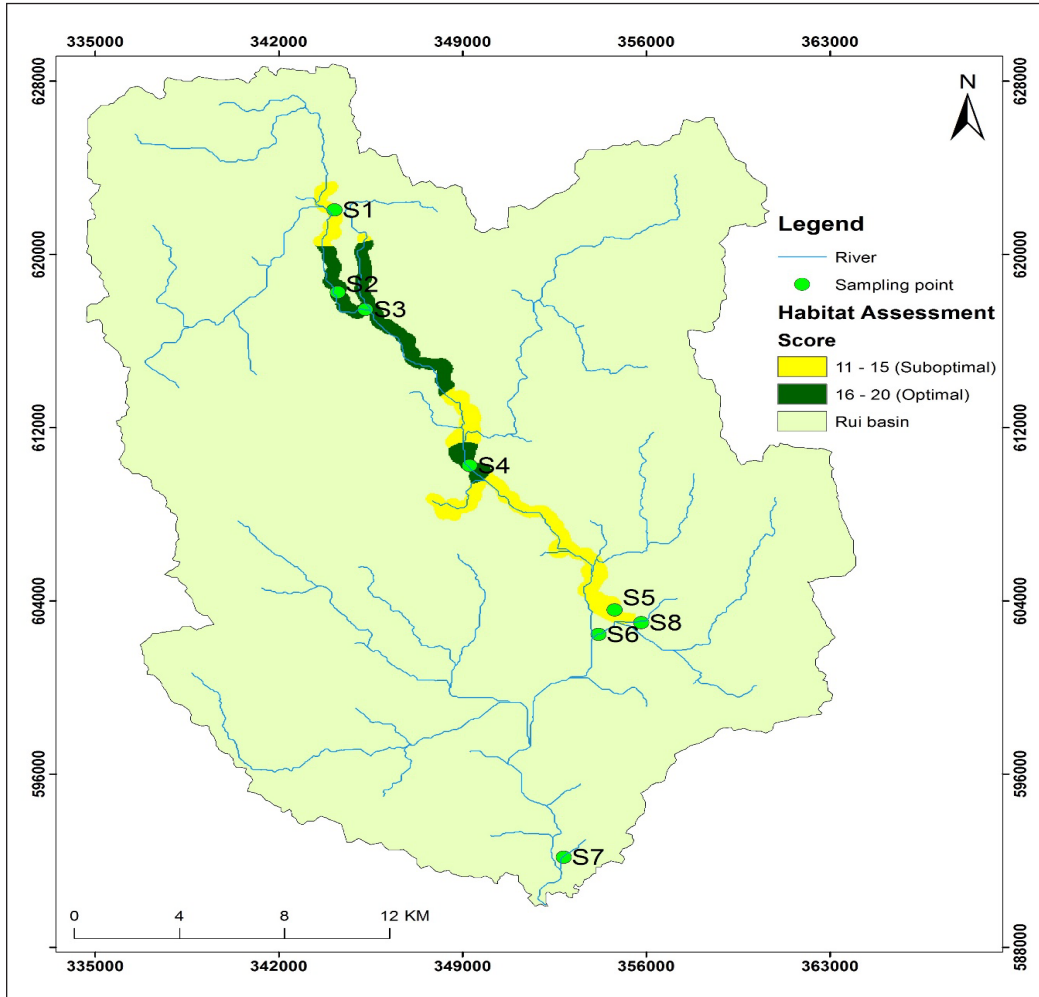 335000 342000 349000 356000 363000
628000 628000
N
S1
Legend
620000 620000
River
S2
Sampling point
S3
Habitat Assessment
Score
11 - 15 (Suboptimal)
16 - 20 (Optimal)
612000 612000
Rui basin
S4
604000 604000
S5
S8
S6
596000 596000
S7
0 4 8 12 KM
588000
335000 342000 349000 356000 363000